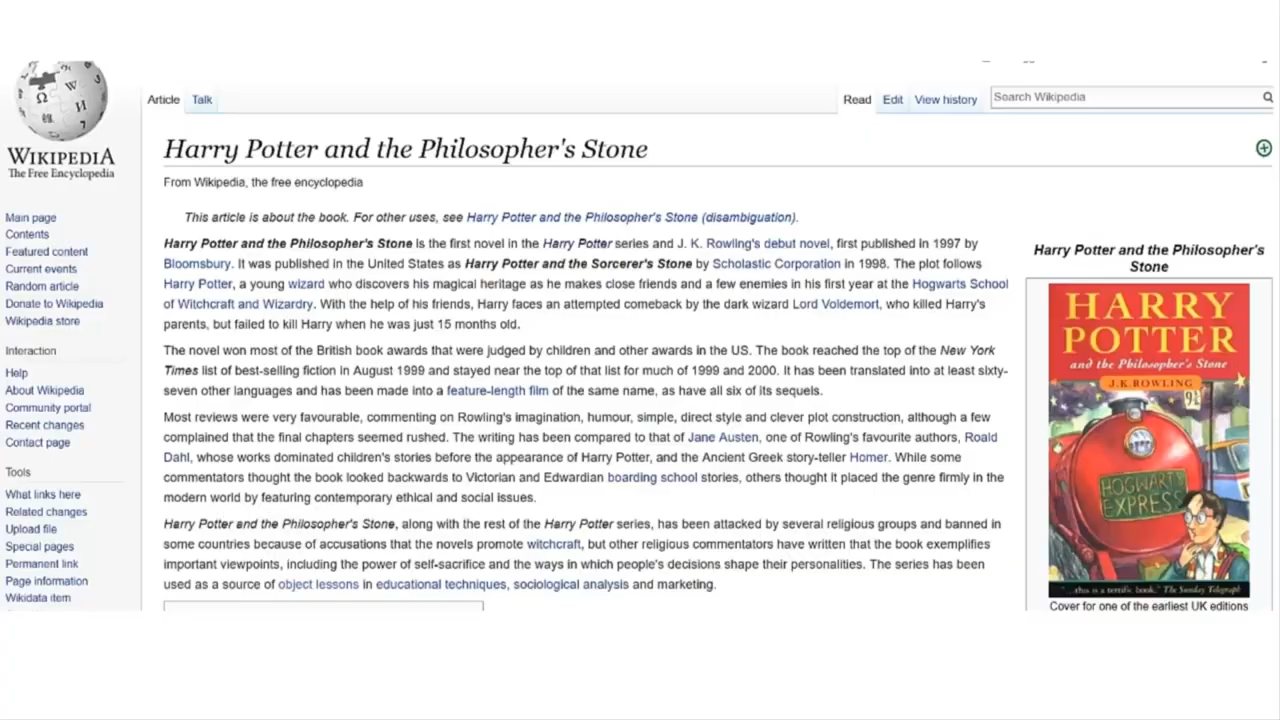 Article Talk Read Edit View history Search Wikipedia
WIKIPEDIA
The Free Encyclopedia
Main page
Contents
Featured content
Current events
Random article
Donate to Wikipedia
Wikipedia store
Interaction
Help
About Wikipedia
Community portal
Recent changes
Contact page
Tools
What links here
Related changes
Upload file
Special pages
Permanent link
Page information
Wikidata item
Harry Potter and the Philosopher's Stone
From Wikipedia, the free encyclopedia
This article is about the book. For other uses, see Harry Potter and the Philosopher's Stone (disambiguation).
Harry Potter and the Philosopher's Stone is the first novel in the Harry Potter series and J. K. Rowling's debut novel, first published in 1997 by
Bloomsbury. It was published in the United States as Harry Potter and the Sorcerer's Stone by Scholastic Corporation in 1998. The plot follows
Harry Potter, a young wizard who discovers his magical heritage as he makes close friends and a few enemies in his first year at the Hogwarts School
of Witchcraft and Wizardry. With the help of his friends, Harry faces an attempted comeback by the dark wizard Lord Voldemort, who killed Harry's
parents, but failed to kill Harry when he was just 15 months old.
The novel won most of the British book awards that were judged by children and other awards in the US. The book reached the top of the New York
Times list of best-selling fiction in August 1999 and stayed near the top of that list for much of 1999 and 2000. It has been translated into at least sixty-
seven other languages and has been made into a feature-length film of the same name, as have all six of its sequels.
Most reviews were very favourable, commenting on Rowling's imagination, humour, simple, direct style and clever plot construction, although a few
complained that the final chapters seemed rushed. The writing has been compared to that of Jane Austen, one of Rowling's favourite authors, Roald
Dahl, whose works dominated children's stories before the appearance of Harry Potter, and the Ancient Greek story-teller Homer. While some
commentators thought the book looked backwards to Victorian and Edwardian boarding school stories, others thought it placed the genre firmly in the
modern world by featuring contemporary ethical and social issues.
Harry Potter and the Philosopher's Stone, along with the rest of the Harry Potter series, has been attacked by several religious groups and banned in
some countries because of accusations that the novels promote witchcraft, but other religious commentators have written that the book exemplifies
important viewpoints, including the power of self-sacrifice and the ways in which people's decisions shape their personalities. The series has been
used as a source of object lessons in educational techniques, sociological analysis and marketing.
Harry Potter and the Philosopher's
Stone
HARRY
POTTER
and the Philosopher's Stone
J.K.ROWLING
9¾
HOGWARTS
EXPRESS
"...this is a terrific book." The Sunday Telegraph
Cover for one of the earliest UK editions